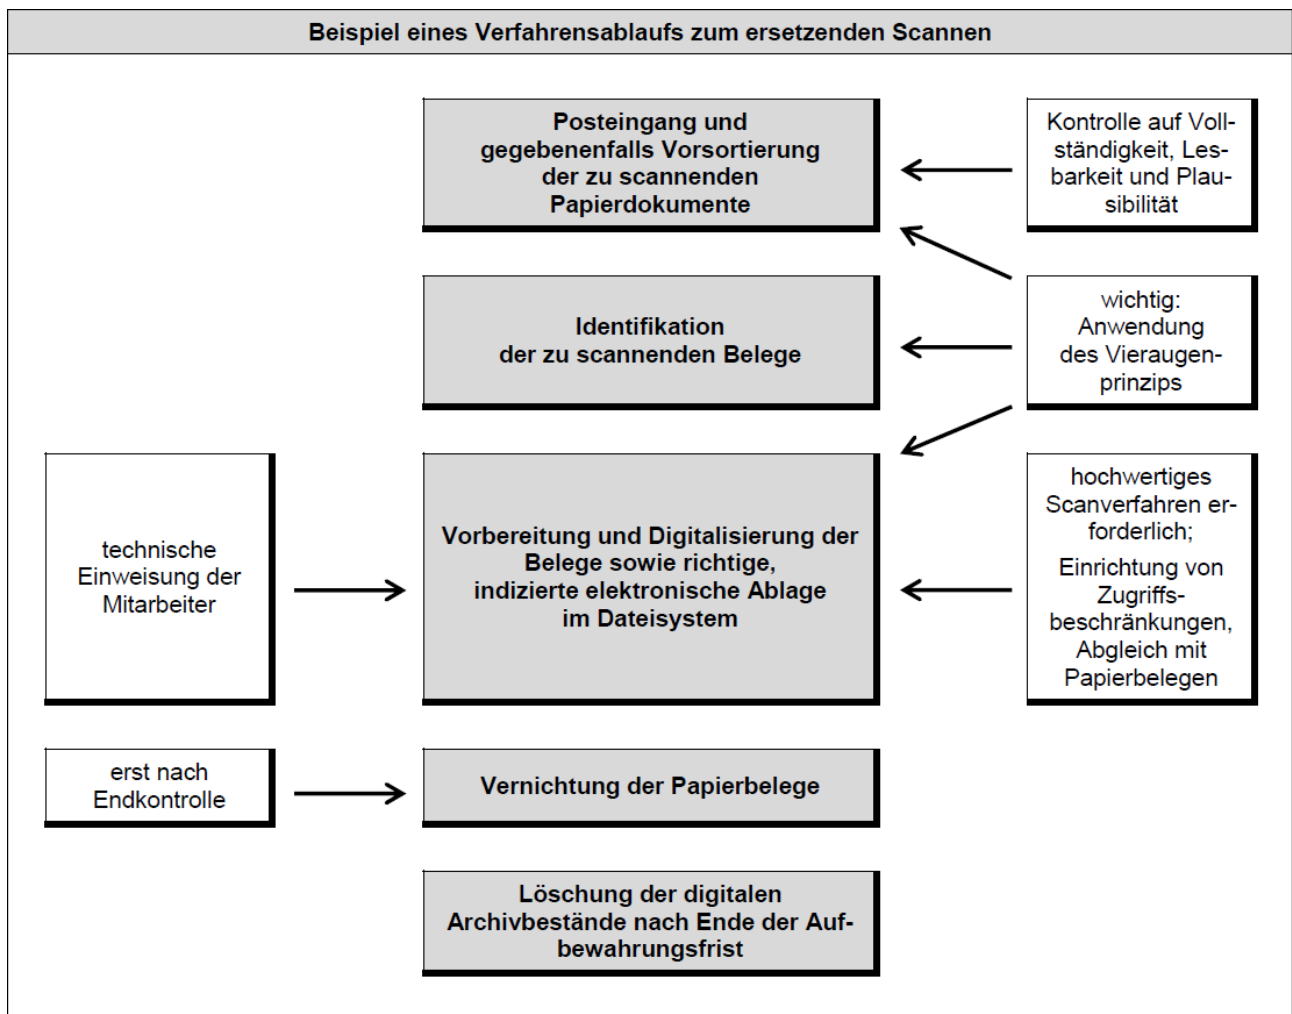 Beispiel eines Verfahrensablaufs zum ersetzenden Scannen
Posteingang und
gegebenenfalls Vorsortierung
der zu scannenden
Papierdokumente
Kontrolle auf Voll-
ständigkeit, Les-
barkeit und Plau-
sibilität
Identifikation
der zu scannenden Belege
wichtig:
Anwendung
des Vieraugen-
prinzips
technische
Einweisung der
Mitarbeiter
Vorbereitung und Digitalisierung der
Belege sowie richtige,
indizierte elektronische Ablage
im Dateisystem
hochwertiges
Scanverfahren er-
forderlich;
Einrichtung von
Zugriffs-
beschränkungen,
Abgleich mit
Papierbelegen
erst nach
Endkontrolle
Vernichtung der Papierbelege
Löschung der digitalen
Archivbestände nach Ende der Auf-
bewahrungsfrist